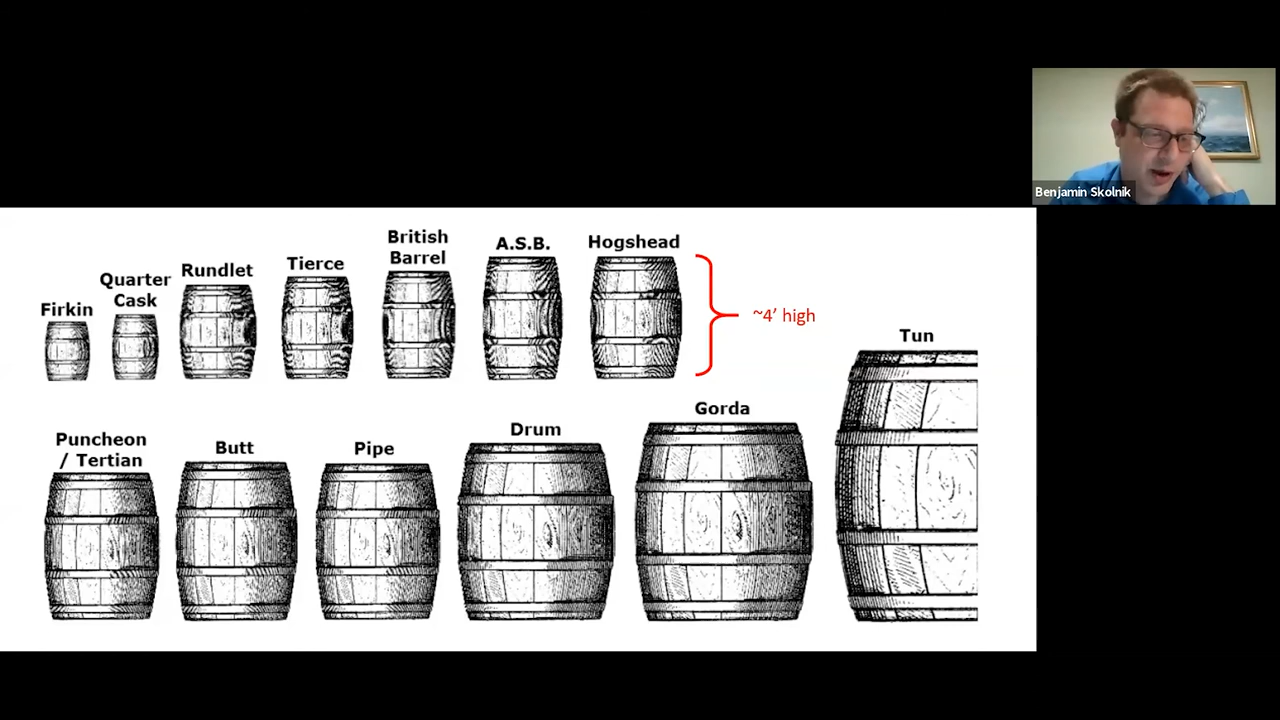 Benjamin Skolnik
Firkin
Quarter
Cask
Rundlet
Tierce
British
Barrel
A.S.B.
Hogshead
~4’ high
Puncheon
/ Tertian
Butt
Pipe
Drum
Gorda
Tun